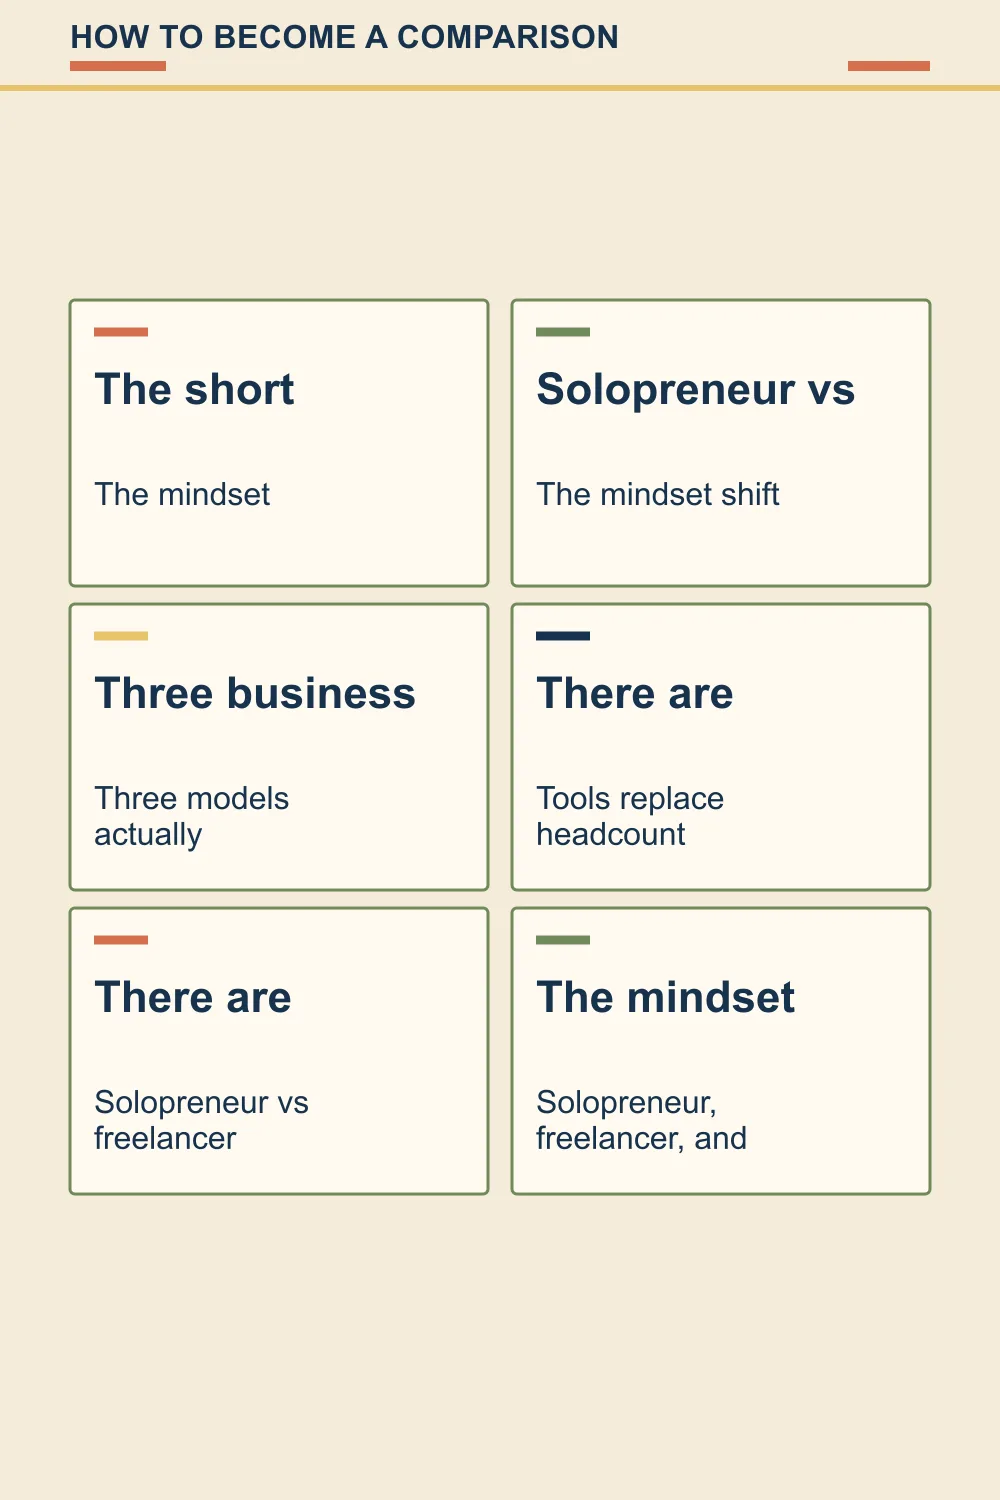 HOW TO BECOME A COMPARISON
The short
The mindset
Solopreneur vs
The mindset shift
Three business
Three models
actually
There are
Tools replace
headcount
There are
Solopreneur vs
freelancer
The mindset
Solopreneur,
freelancer, and